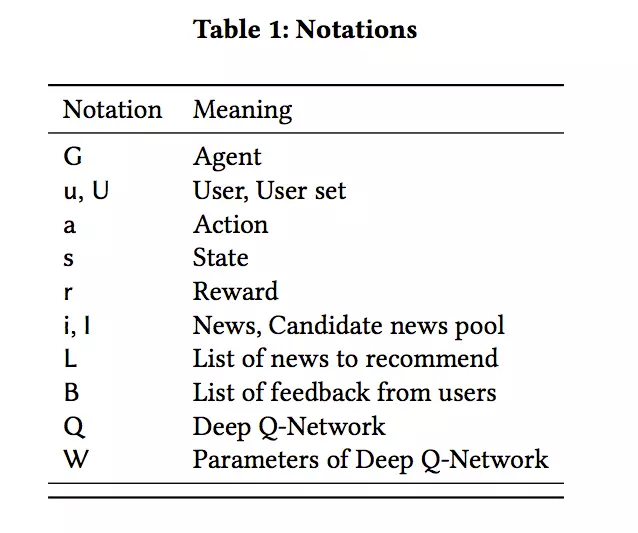 Table 1: Notations
Notation Meaning
G Agent
u, U User, User set
a Action
s State
r Reward
i, I News, Candidate news pool
L List of news to recommend
B List of feedback from users
Q Deep Q-Network
W Parameters of Deep Q-Network